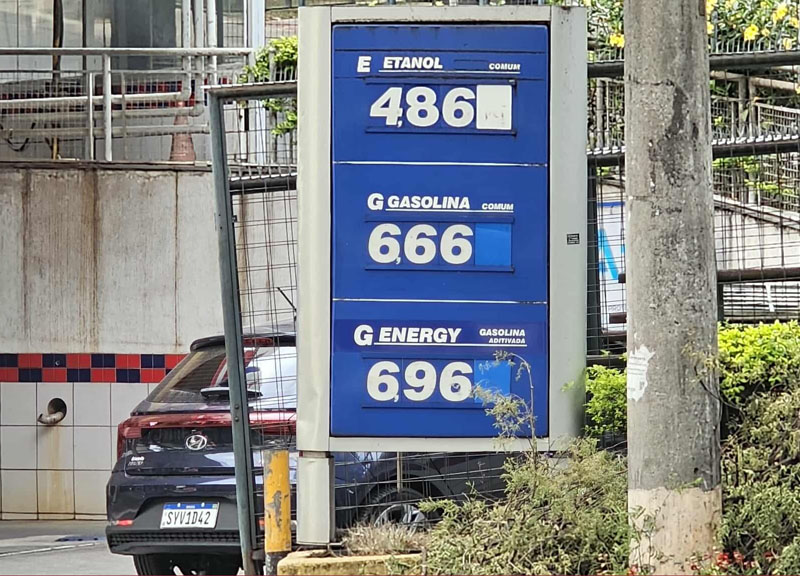 E ETANOL COMUM
4,86
G GASOLINA COMUM
6,66
G ENERGY GASOLINA ADITIVADA
6,96
SYV1D42